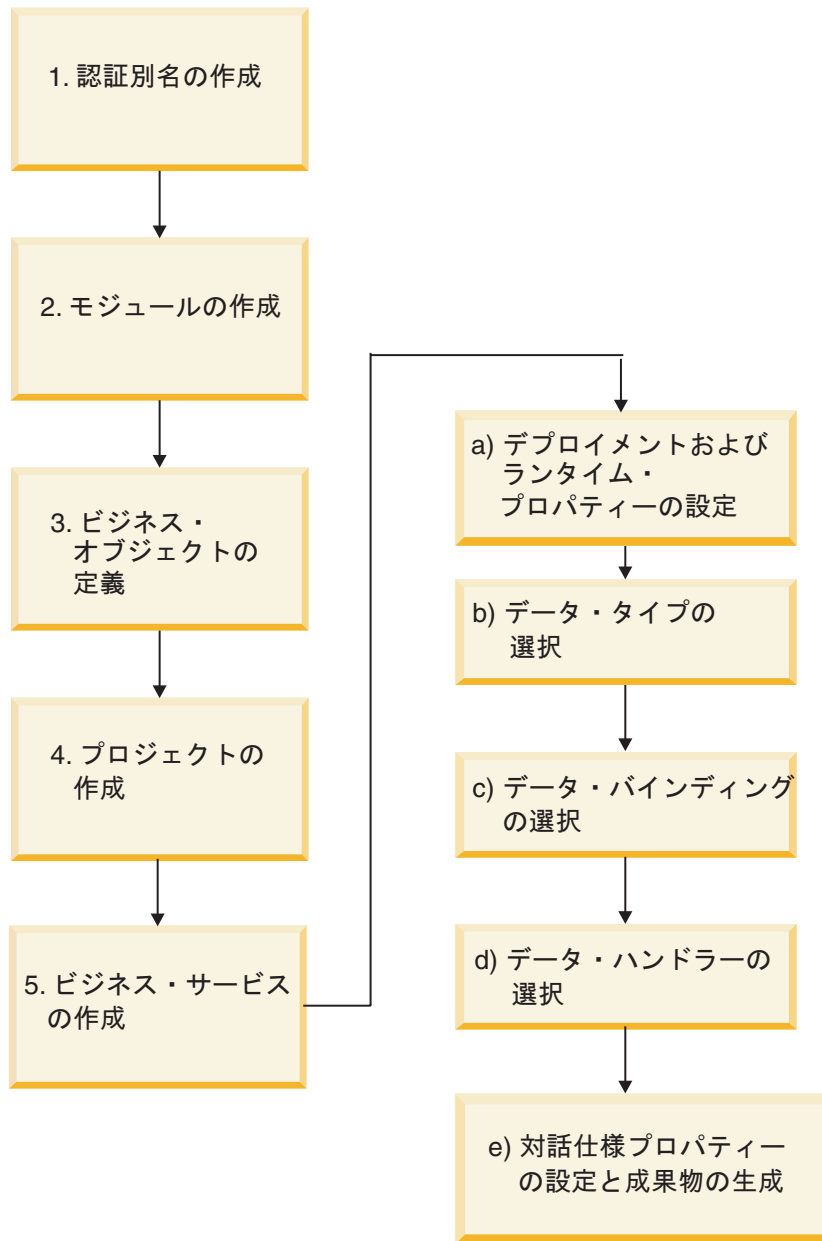 1. 認証別名の作成
2. モジュールの作成
3. ビジネス・
オブジェクトの
定義
4. プロジェクトの
作成
5. ビジネス・サービス
の作成
a) デプロイメントおよび
ランタイム・
プロパティーの設定
b) データ・タイプの
選択
c) データ・バインディング
の選択
d) データ・ハンドラーの
選択
e) 対話仕様プロパティー
の設定と成果物の生成